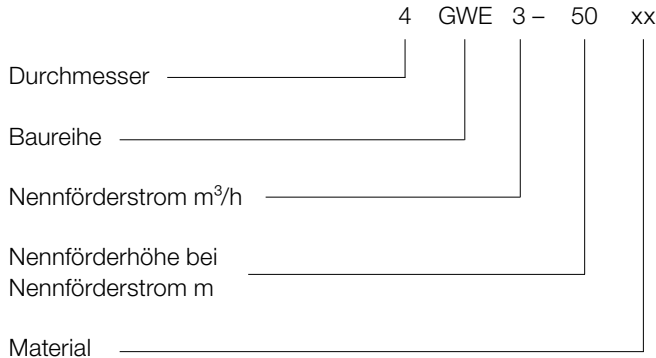 4 GWE 3 – 50 xx
Durchmesser
Baureihe
Nennförderstrom m³/h
Nennförderhöhe bei
Nennförderstrom m
Material